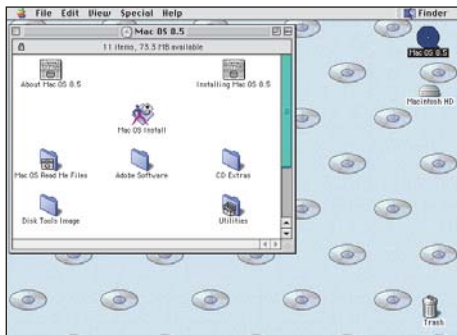 File Edit View Special Help
Finder
Mac OS 8.5
11 items, 73.3 MB available
About Mac OS 8.5
Installing Mac OS 8.5
Mac OS Install
Mac OS Read Me Files
Adobe Software
CD Extras
Disk Tools Image
Utilities
Mac OS 8.5
Macintosh HD
Trash